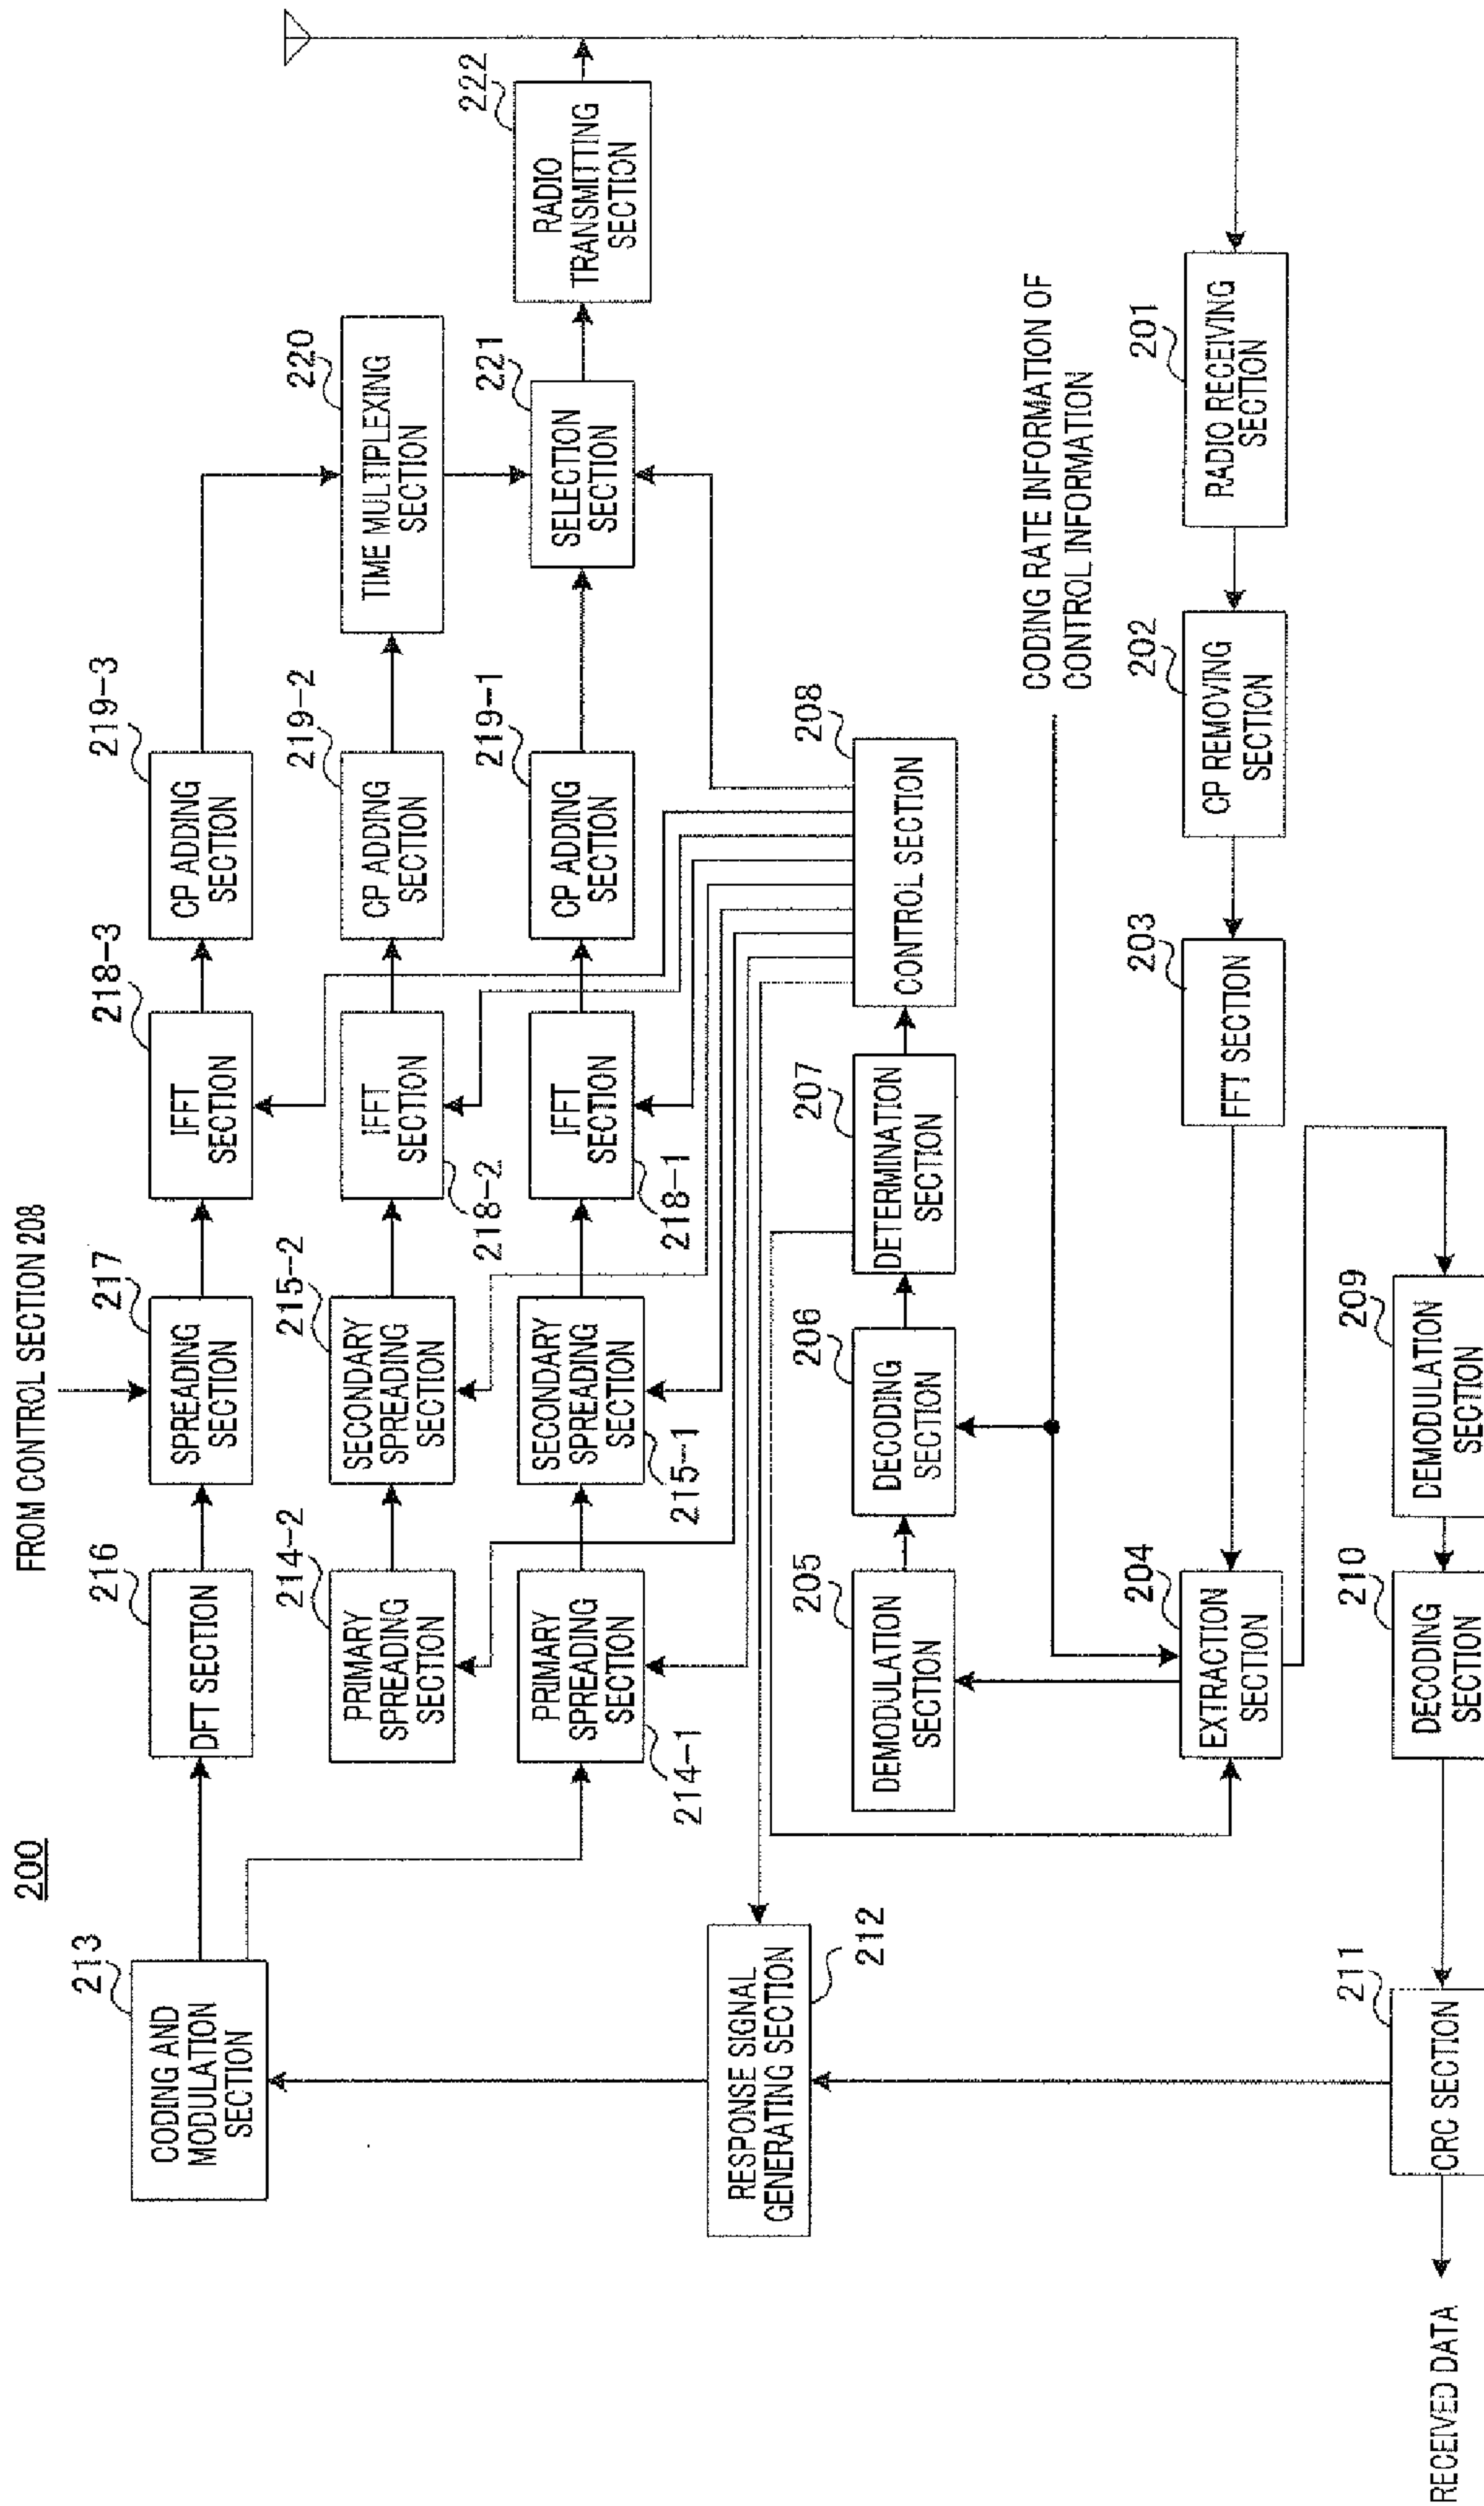 200
FROM CONTROL SECTION 208
213
CODING AND
MODULATION
SECTION
216
DFT SECTION
217
SPREADING
SECTION
218-3
IFFT
SECTION
219-3
CP ADDING
SECTION
214-2
PRIMARY
SPREADING
SECTION
215-2
SECONDARY
SPREADING
SECTION
IFFT
SECTION
218-2
219-2
CP ADDING
SECTION
220
TIME MULTIPLEXING
SECTION
222
RADIO
TRANSMITTING
SECTION
PRIMARY
SPREADING
SECTION
214-1
SECONDARY
SPREADING
SECTION
215-1
IFFT
SECTION
218-1
219-1
CP ADDING
SECTION
221
SELECTION
SECTION
RESPONSE SIGNAL
GENERATING SECTION
212
205
DEMODULATION
SECTION
206
DECODING
SECTION
207
DETERMINATION
SECTION
208
CONTROL SECTION
CODING RATE INFORMATION OF
CONTROL INFORMATION
204
EXTRACTION
SECTION
203
FFT SECTION
202
CP REMOVING
SECTION
201
RADIO RECEIVING
SECTION
RECEIVED DATA
211
CRC SECTION
210
DECODING
SECTION
209
DEMODULATION
SECTION